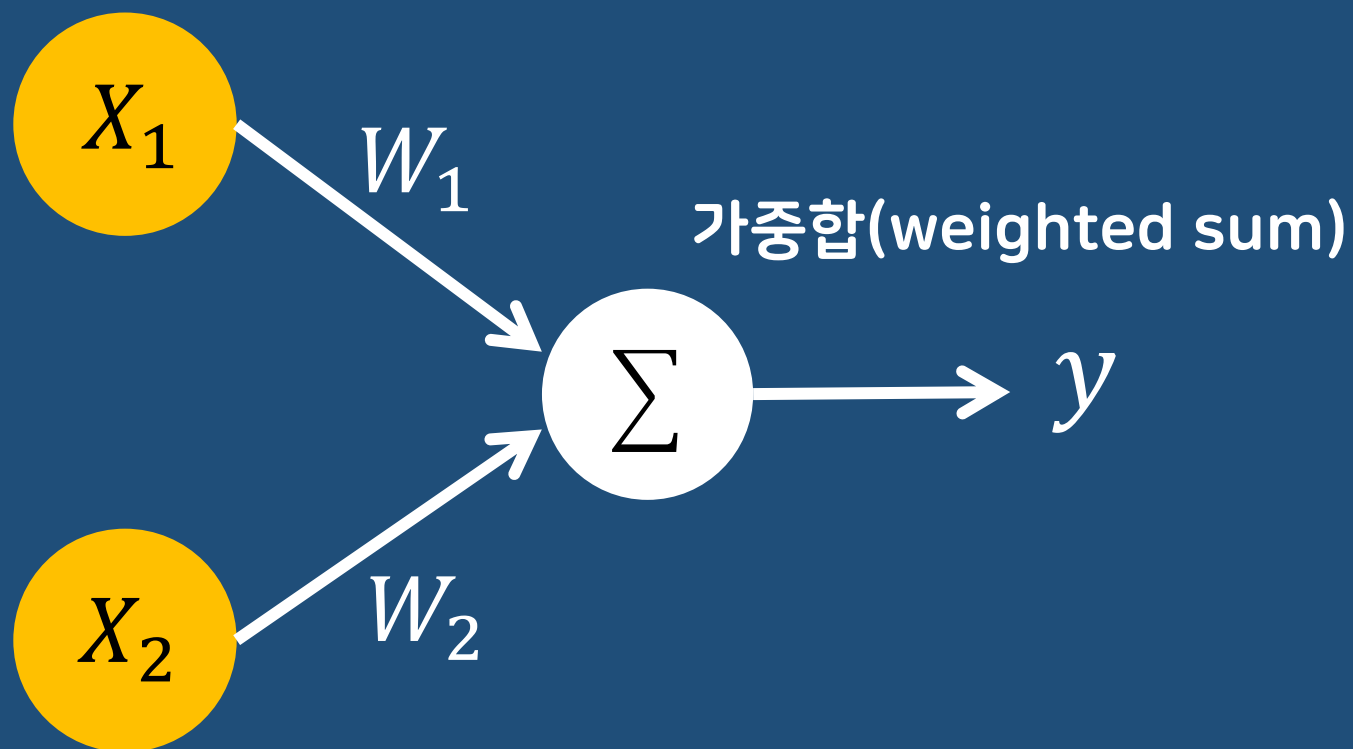 X₁
W₁
가중합(weighted sum)
∑
y
W₂
X₂